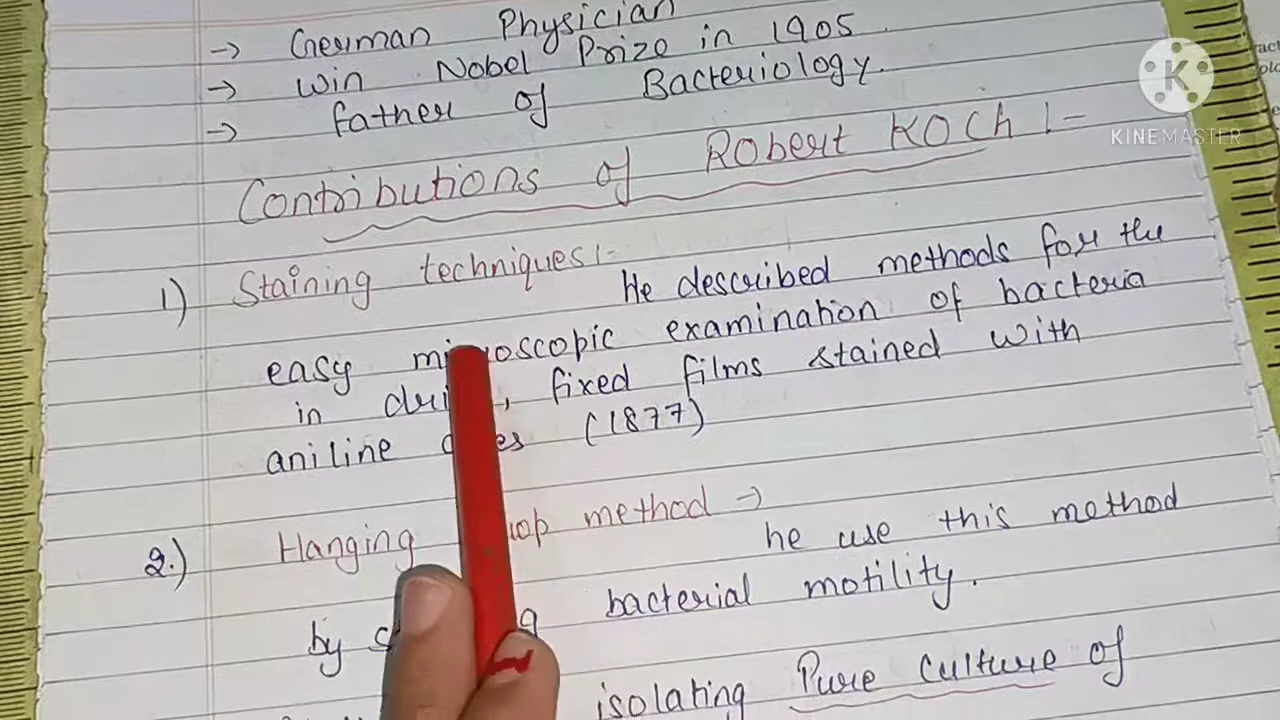 → German Physician
→ Win Nobel Prize in 1905.
→ father of Bacteriology.
Contributions of Robert KOCH :-
1) Staining techniques :- He described methods for the
easy microscopic examination of bacteria
in , fixed films stained with
aniline (1877)
2.) Hanging method → he use this method
by bacterial motility.
isolating Pure Culture of
KINEMASTER